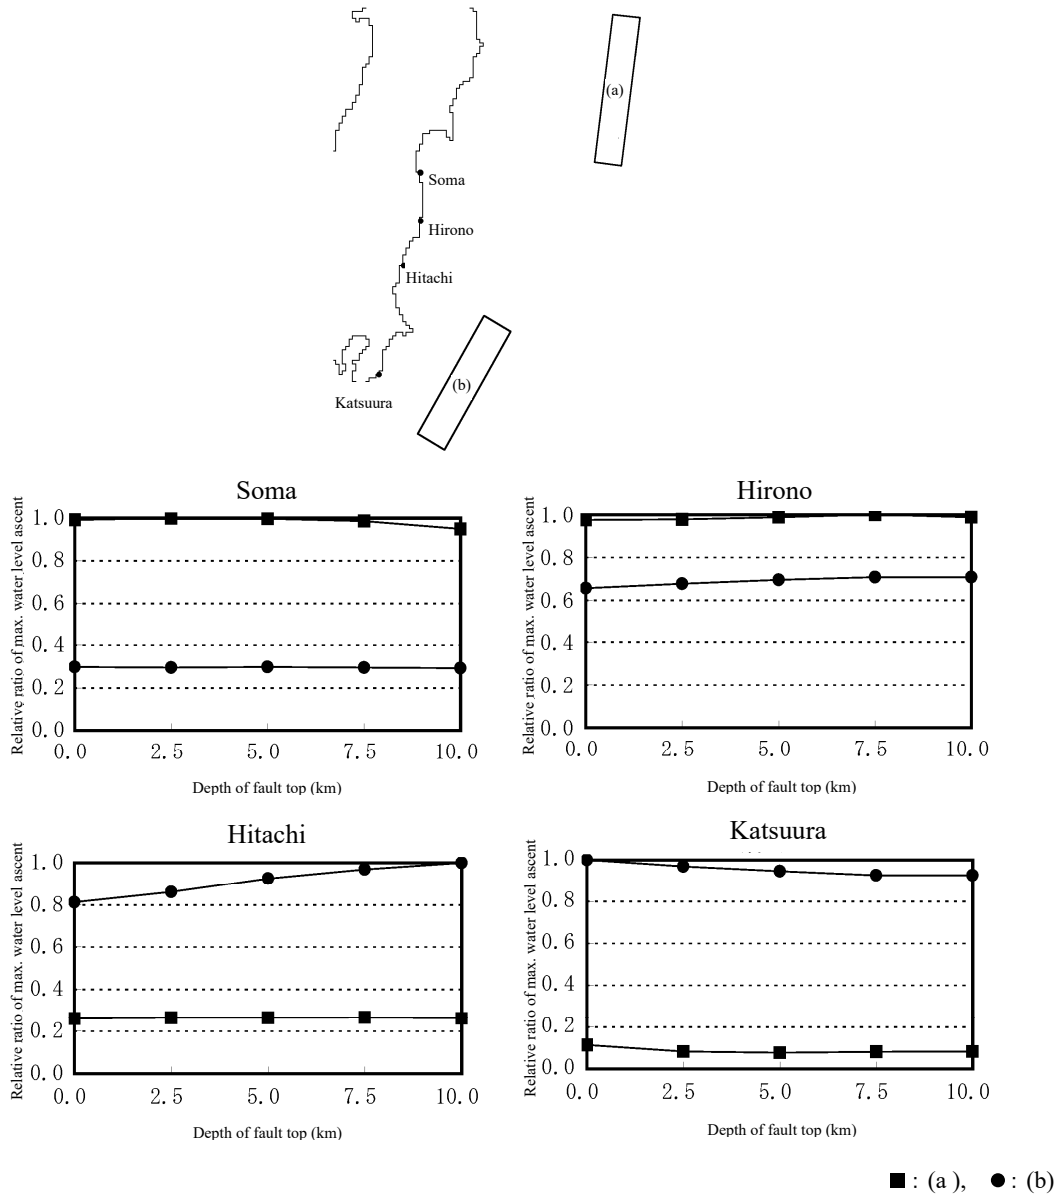 (a)
Soma
Hirono
Hitachi
(b)
Katsuura
Soma
Relative ratio of max. water level ascent
1.0
0.8
0.6
0.4
0.2
0.0
0.0 2.5 5.0 7.5 10.0
Depth of fault top (km)
Hirono
Relative ratio of max. water level ascent
1.0
0.8
0.6
0.4
0.2
0.0
0.0 2.5 5.0 7.5 10.0
Depth of fault top (km)
Hitachi
Relative ratio of max. water level ascent
1.0
0.8
0.6
0.4
0.2
0.0
0.0 2.5 5.0 7.5 10.0
Depth of fault top (km)
Katsuura
Relative ratio of max. water level ascent
1.0
0.8
0.6
0.4
0.2
0.0
0.0 2.5 5.0 7.5 10.0
Depth of fault top (km)
■ : (a ), ● : (b)